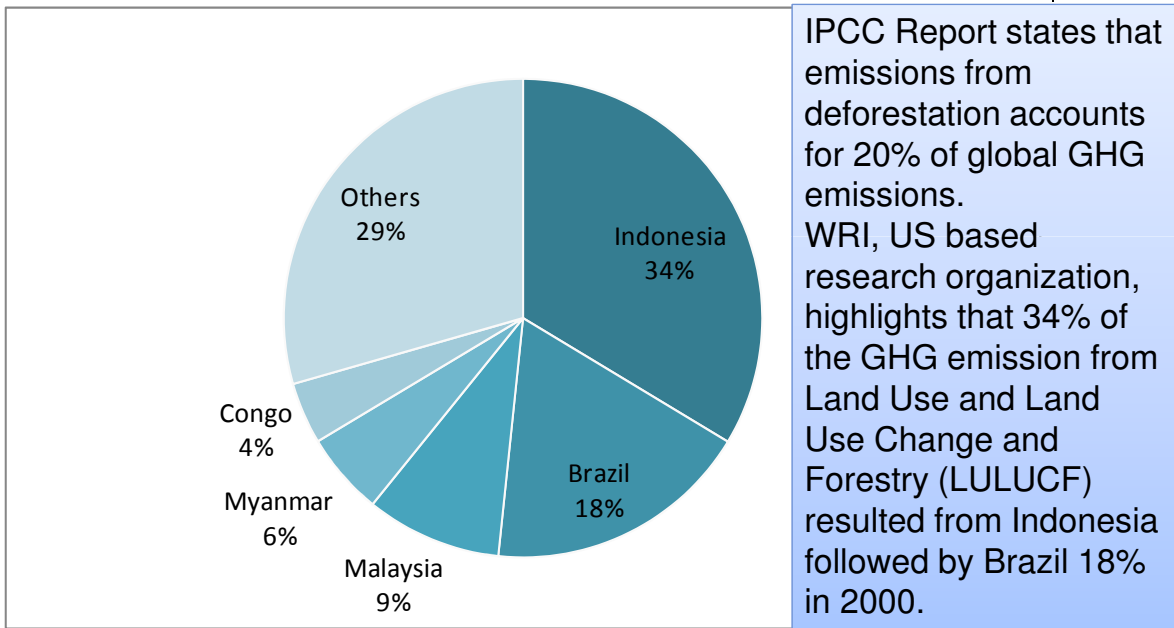 Others
29%
Indonesia
34%
Congo
4%
Brazil
18%
Myanmar
6%
Malaysia
9%
IPCC Report states that
emissions from
deforestation accounts
for 20% of global GHG
emissions.
WRI, US based
research organization,
highlights that 34% of
the GHG emission from
Land Use and Land
Use Change and
Forestry (LULUCF)
resulted from Indonesia
followed by Brazil 18%
in 2000.